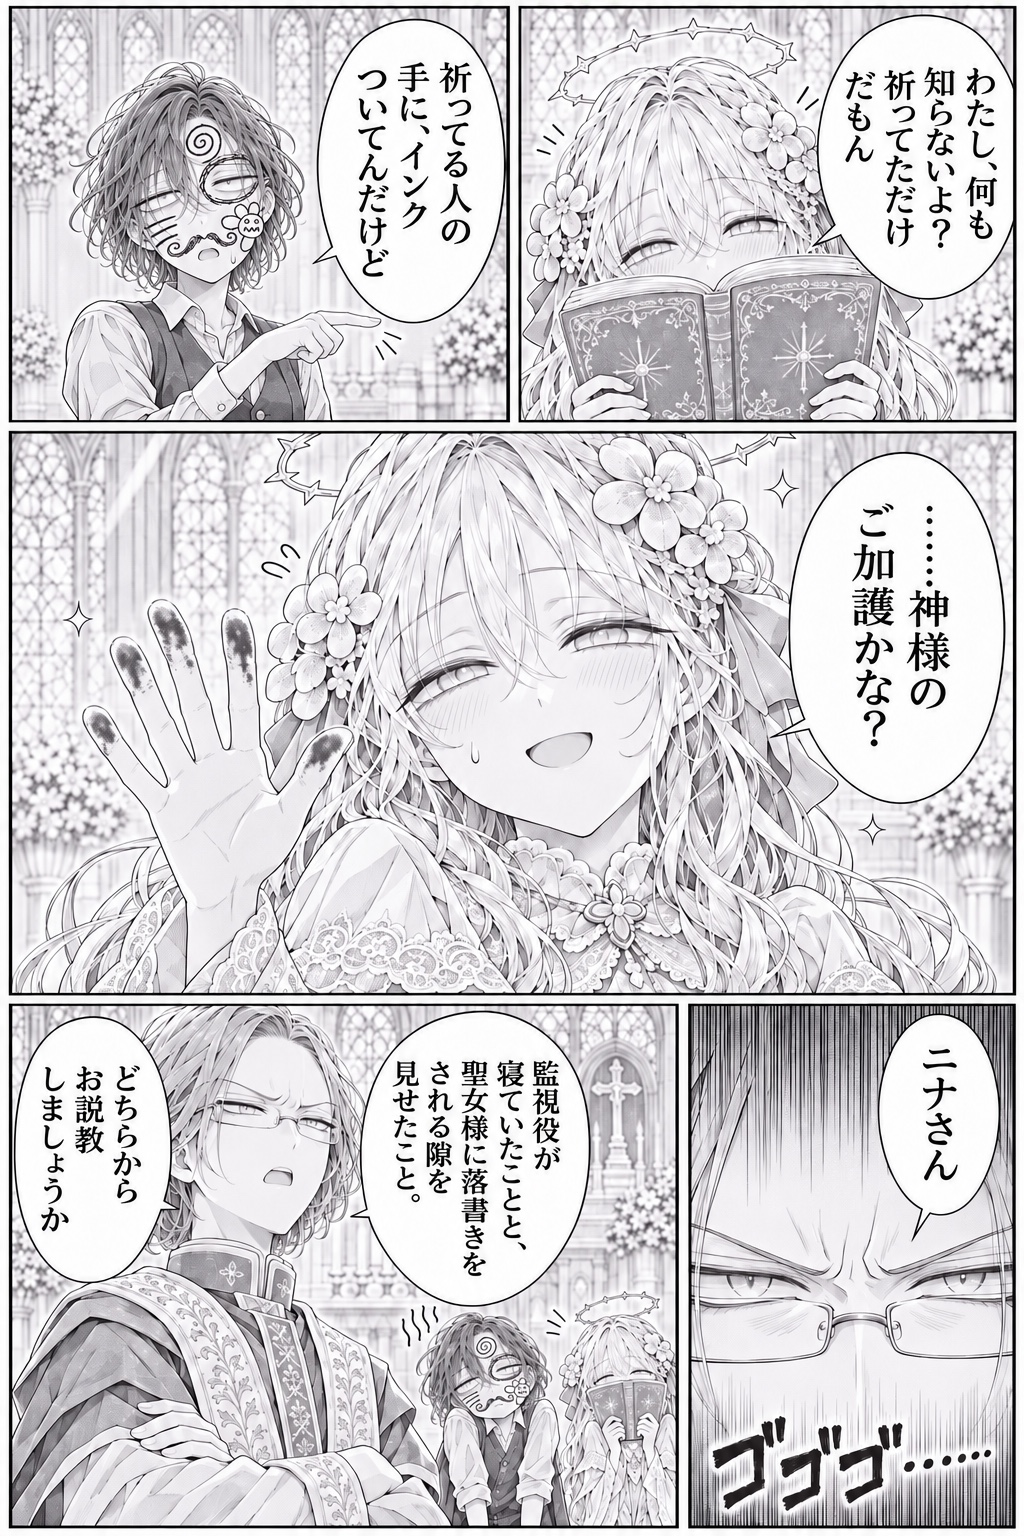 わたし、何も
知らないよ？
祈ってただけ
だもん
祈ってる人の
手に、インク
ついてんだけど
……神様の
ご加護かな？
ニナさん
ゴゴゴ……
監視役が
寝ていたことと、
聖女様に落書きを
される隙を
見せたこと。
どちらから
お説教
しましょうか